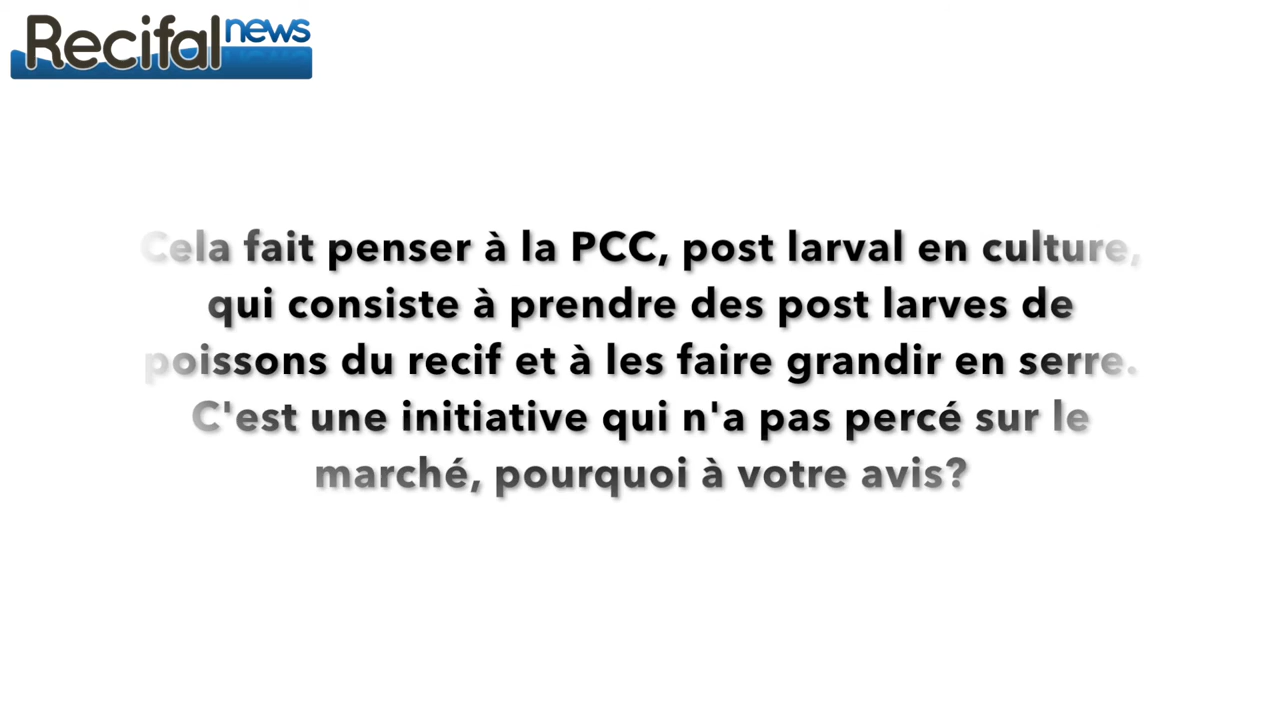 Recifal news
Cela fait penser à la PCC, post larval en culture,
qui consiste à prendre des post larves de
poissons du recif et à les faire grandir en serre.
C'est une initiative qui n'a pas percé sur le
marché, pourquoi à votre avis?